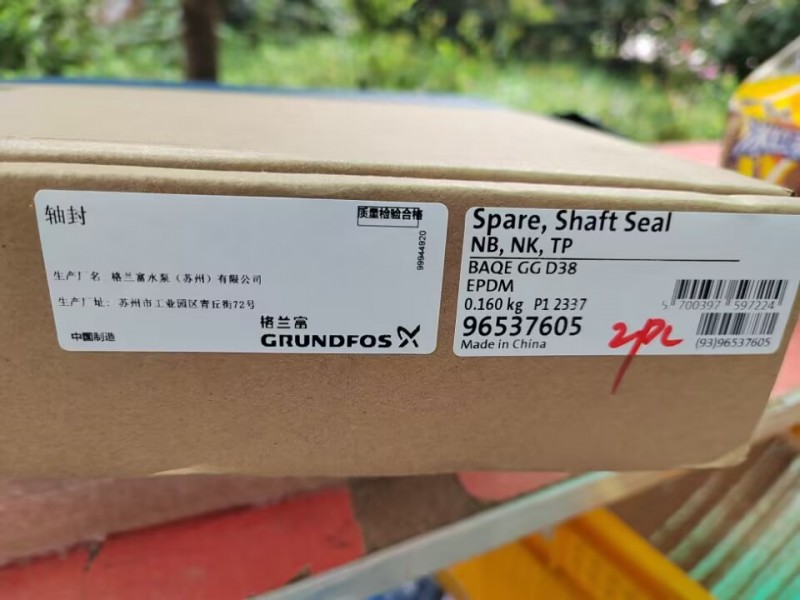 轴封
质量检验合格
99944920
生产厂名: 格兰富水泵（苏州）有限公司
生产厂址: 苏州市工业园区青丘街72号
中国制造
格兰富
GRUNDFOS
Spare, Shaft Seal
NB, NK, TP
BAQE GG D38
EPDM
0.160 kg P1 2337
96537605
Made in China
5 700397 597224
(93)96537605